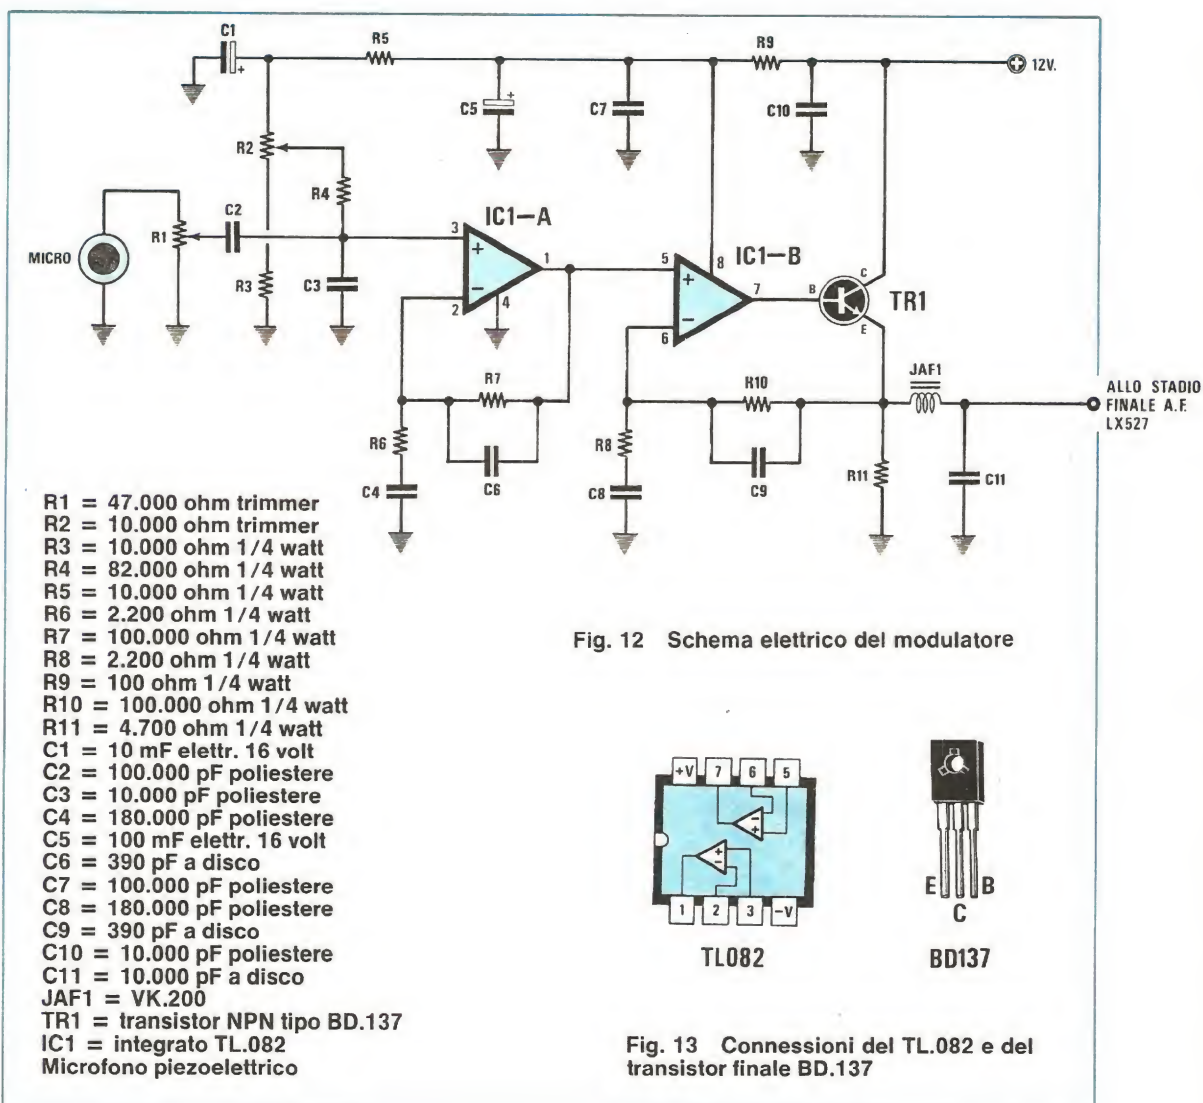 C1
R5
R9
12V.
C5
C7
C10
R2
R4
MICRO
R1
C2
R3
C3
IC1-A
3
2
1
4
IC1-B
5
6
8
7
B
C
E
TR1
R7
R6
C6
C4
R10
R8
C9
C8
JAF1
R11
C11
ALLO STADIO
FINALE A.F.
LX527
R1 = 47.000 ohm trimmer
R2 = 10.000 ohm trimmer
R3 = 10.000 ohm 1/4 watt
R4 = 82.000 ohm 1/4 watt
R5 = 10.000 ohm 1/4 watt
R6 = 2.200 ohm 1/4 watt
R7 = 100.000 ohm 1/4 watt
R8 = 2.200 ohm 1/4 watt
R9 = 100 ohm 1/4 watt
R10 = 100.000 ohm 1/4 watt
R11 = 4.700 ohm 1/4 watt
C1 = 10 mF elettr. 16 volt
C2 = 100.000 pF poliestere
C3 = 10.000 pF poliestere
C4 = 180.000 pF poliestere
C5 = 100 mF elettr. 16 volt
C6 = 390 pF a disco
C7 = 100.000 pF poliestere
C8 = 180.000 pF poliestere
C9 = 390 pF a disco
C10 = 10.000 pF poliestere
C11 = 10.000 pF a disco
JAF1 = VK.200
TR1 = transistor NPN tipo BD.137
IC1 = integrato TL.082
Microfono piezoelettrico
Fig. 12 Schema elettrico del modulatore
+V 7 6 5
1 2 3 -V
TL082
E B
C
BD137
Fig. 13 Connessioni del TL.082 e del
transistor finale BD.137